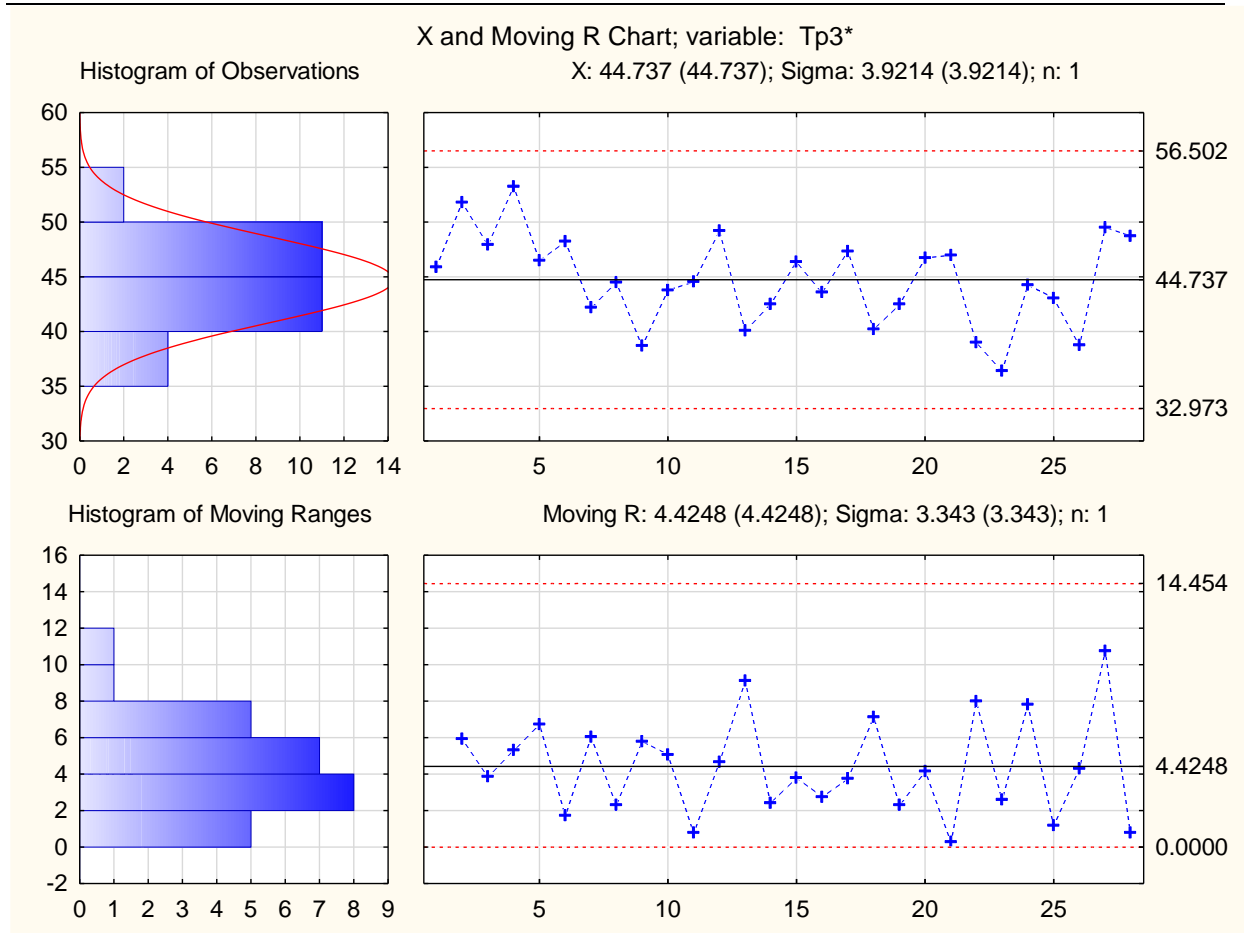 X and Moving R Chart; variable: Tp3*
Histogram of Observations
X: 44.737 (44.737); Sigma: 3.9214 (3.9214); n: 1
60
55
50
45
40
35
30
0 2 4 6 8 10 12 14
56.502
44.737
32.973
5 10 15 20 25
Histogram of Moving Ranges
Moving R: 4.4248 (4.4248); Sigma: 3.343 (3.343); n: 1
16
14
12
10
8
6
4
2
0
-2
0 1 2 3 4 5 6 7 8 9
14.454
4.4248
0.0000
5 10 15 20 25